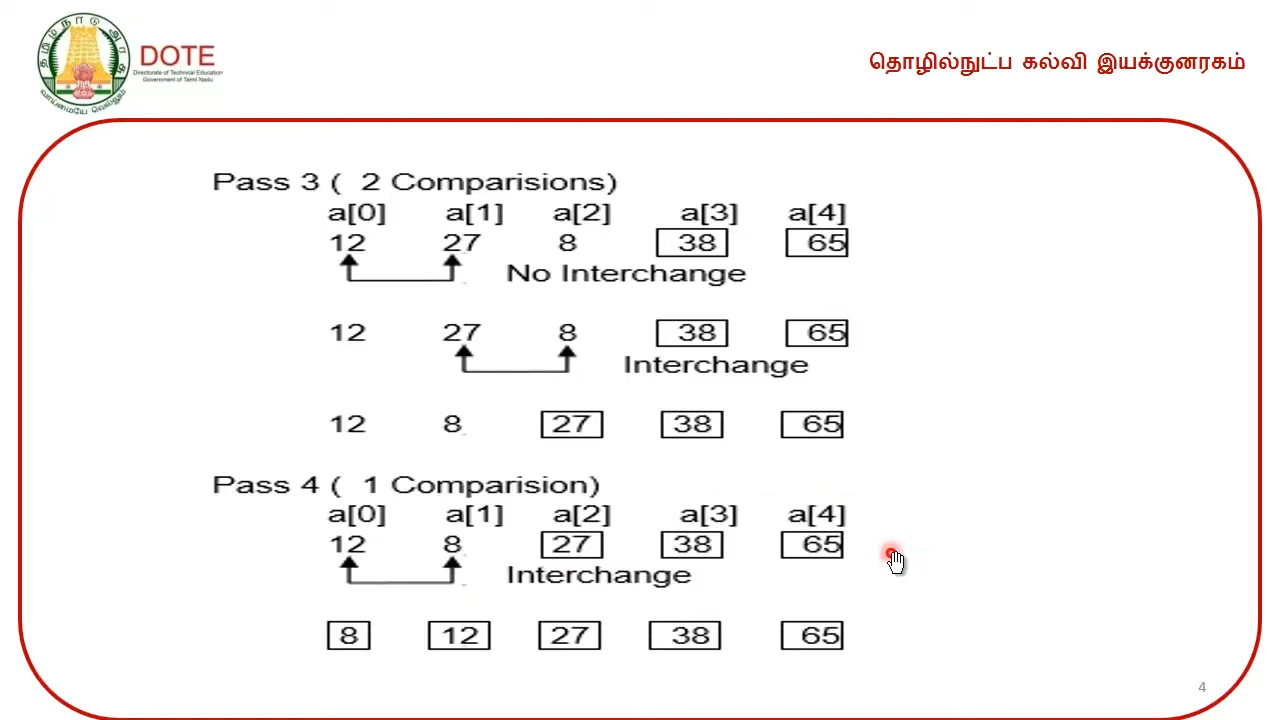 தமிழ்நாடு அரசு
வாய்மையே வெல்லும்
DOTE
Directorate of Technical Education
Government of Tamil Nadu
தொழில்நுட்ப கல்வி இயக்குனரகம்
Pass 3 ( 2 Comparisions)
a[0] a[1] a[2] a[3] a[4]
12 27 8 38 65
No Interchange
12 27 8 38 65
Interchange
12 8 27 38 65
Pass 4 ( 1 Comparision)
a[0] a[1] a[2] a[3] a[4]
12 8 27 38 65
Interchange
8 12 27 38 65
4